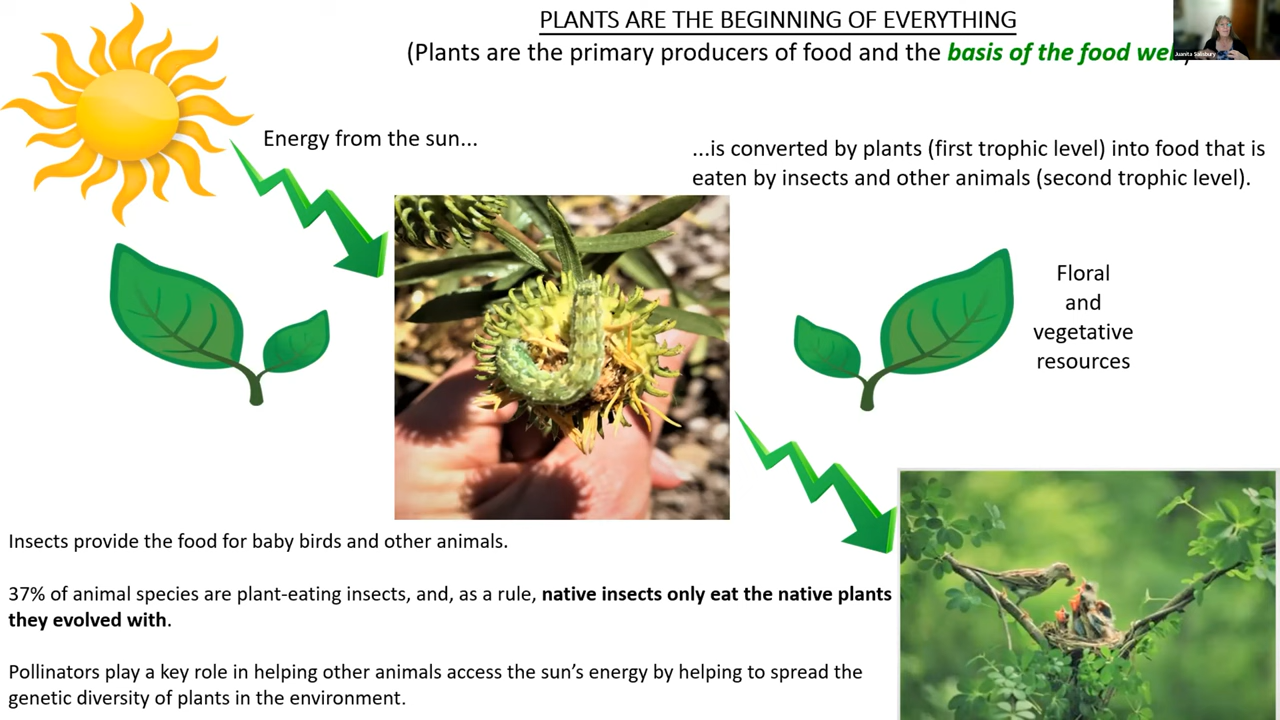 PLANTS ARE THE BEGINNING OF EVERYTHING
(Plants are the primary producers of food and the basis of the food
Juanita Salisbury
Energy from the sun...
...is converted by plants (first trophic level) into food that is
eaten by insects and other animals (second trophic level).
Floral
and
vegetative
resources
Insects provide the food for baby birds and other animals.
37% of animal species are plant-eating insects, and, as a rule, native insects only eat the native plants
they evolved with.
Pollinators play a key role in helping other animals access the sun’s energy by helping to spread the
genetic diversity of plants in the environment.